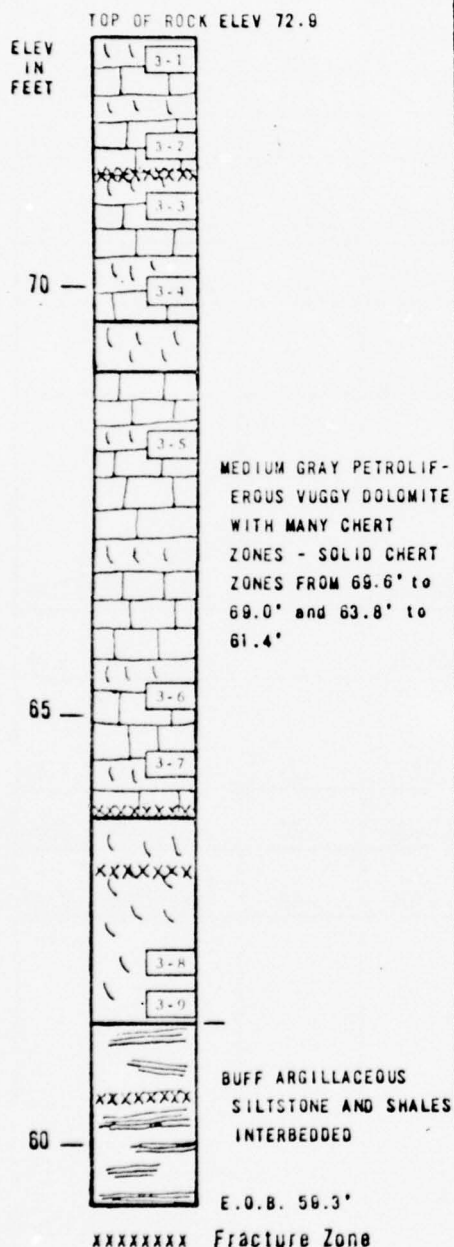 TOP OF ROCK ELEV 72.9
ELEV
IN
FEET
3-1
3-2
3-3
70
3-4
3-5
MEDIUM GRAY PETROLIF-
EROUS VUGGY DOLOMITE
WITH MANY CHERT
ZONES - SOLID CHERT
ZONES FROM 69.6' to
69.0' and 63.8' to
61.4'
65
3-6
3-7
3-8
3-9
BUFF ARGILLACEOUS
SILTSTONE AND SHALES
INTERBEDDED
60
E.O.B. 59.3'
XXXXXXXX Fracture Zone